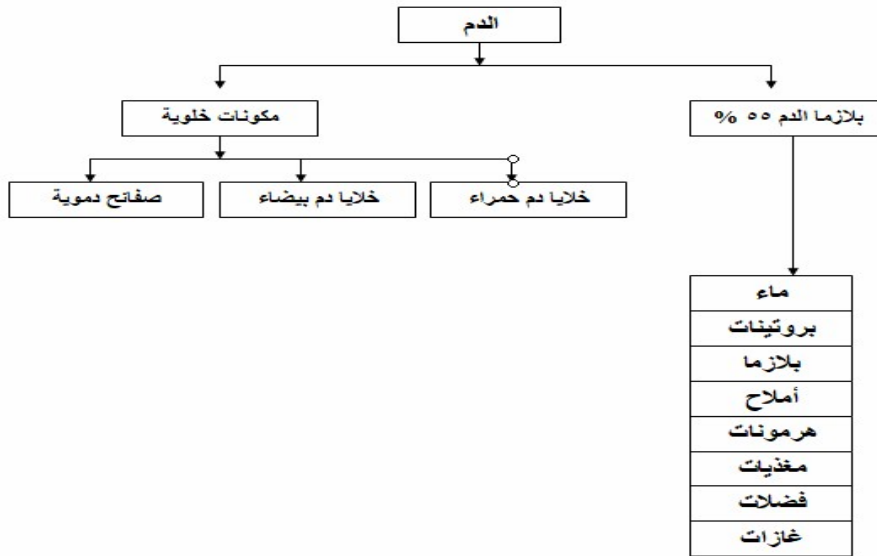 الدم
بلازما الدم ٥٥ %
مكونات خلوية
خلايا دم حمراء
خلايا دم بيضاء
صفائح دموية
ماء
بروتينات
بلازما
أملاح
هرمونات
مغذيات
فضلات
غازات